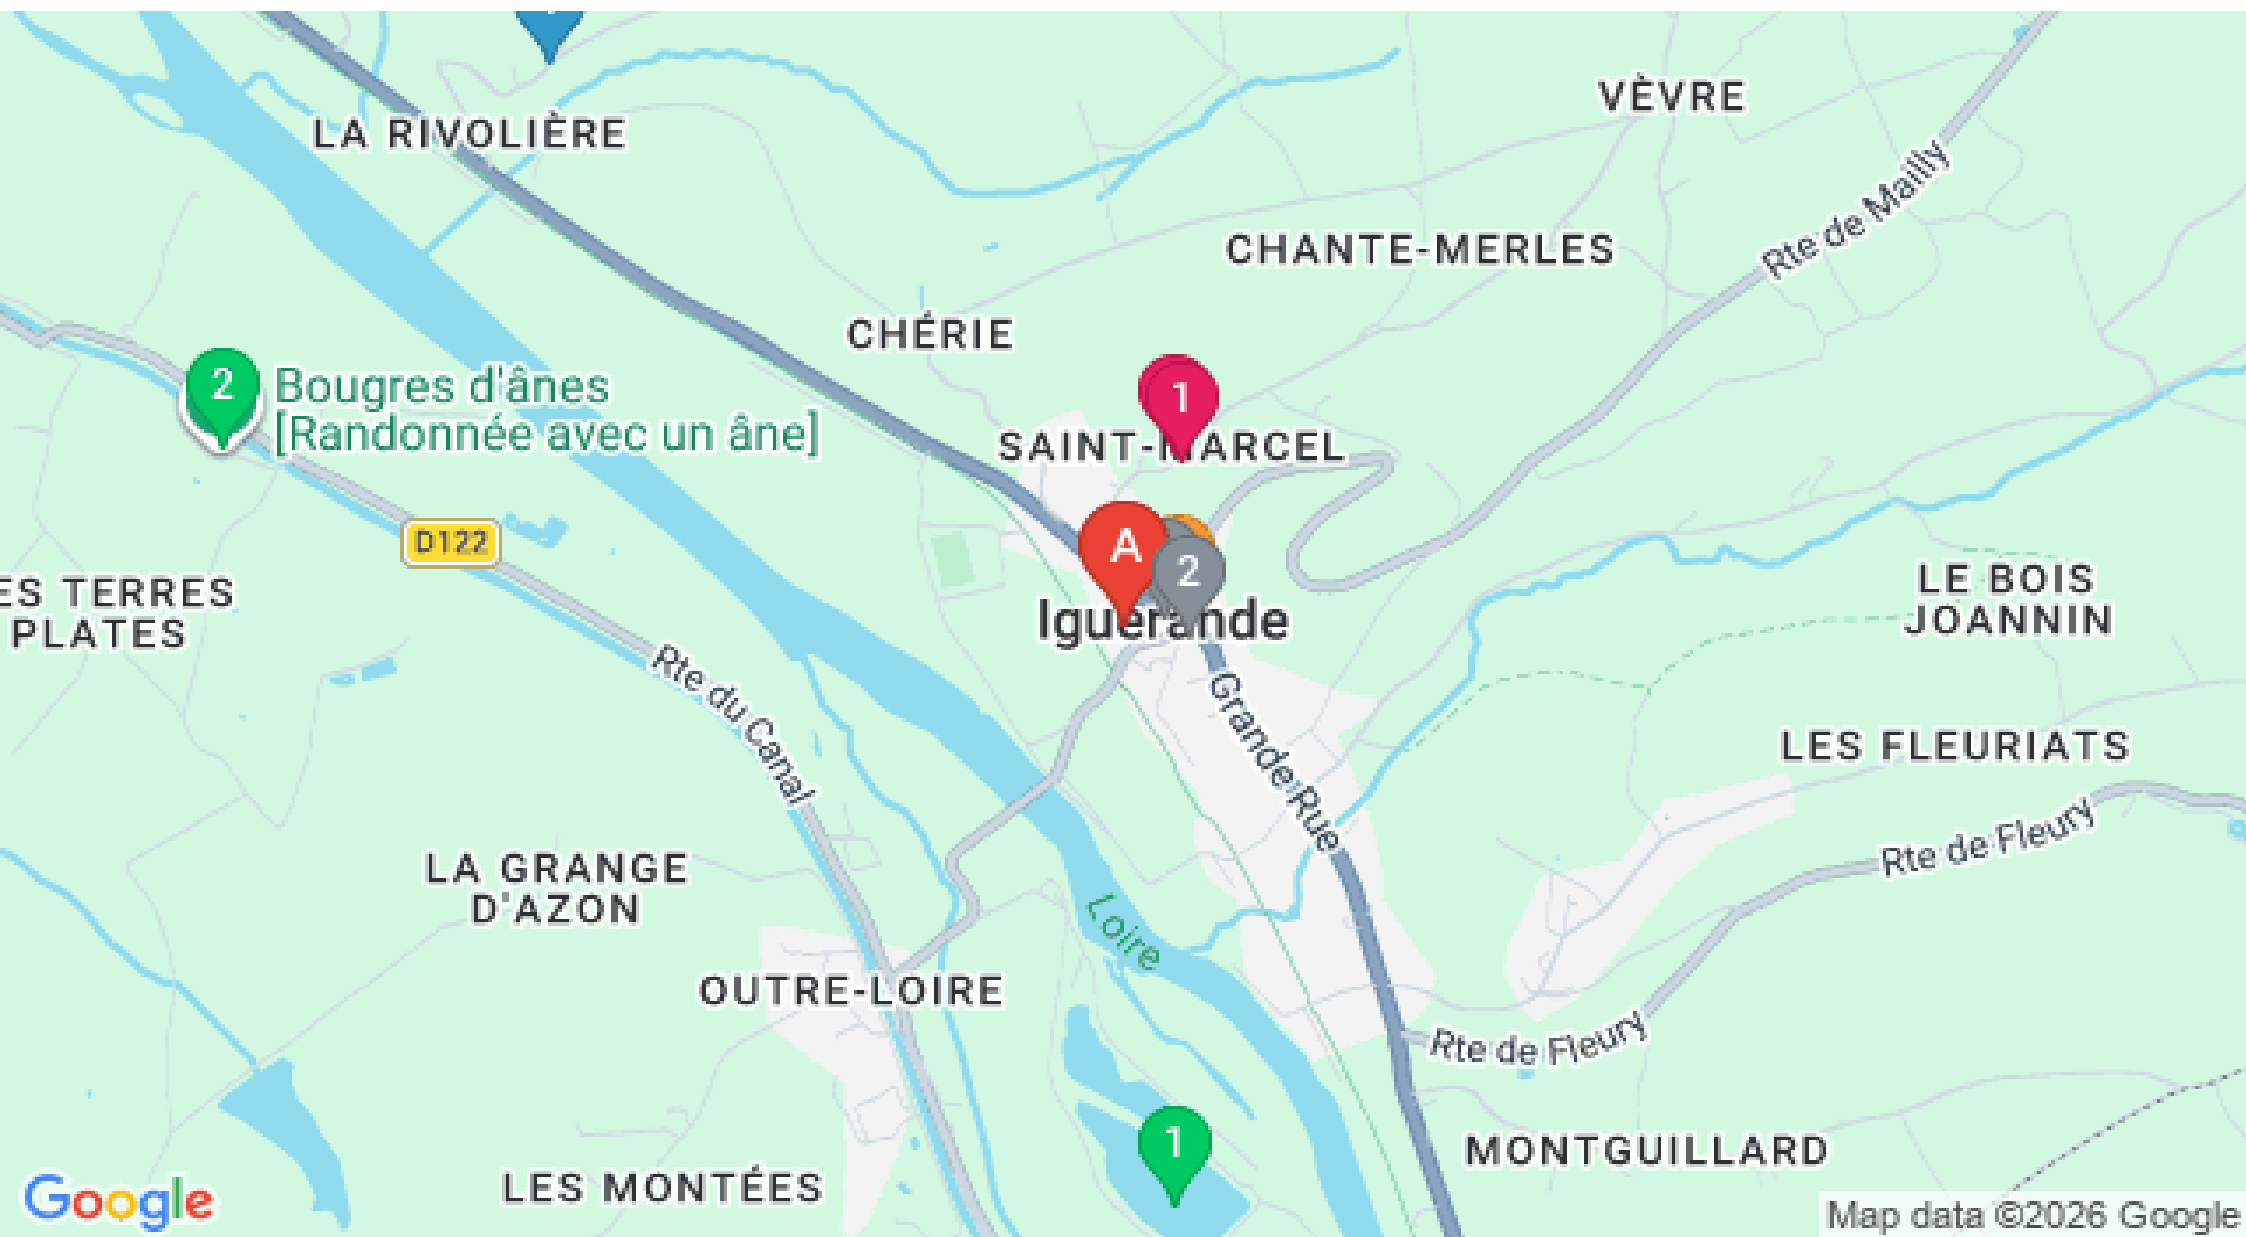 LA RIVOLIÈRE
VÈVRE
Rte de Mailly
CHANTE-MERLES
CHÉRIE
2
Bougres d'ânes
[Randonnée avec un âne]
1
SAINT-MARCEL
D122
A
2
Iguerande
ES TERRES
PLATES
LE BOIS
JOANNIN
Rte du Canal
Grande Rue
LES FLEURIATS
Rte de Fleury
LA GRANGE
D'AZON
Loire
OUTRE-LOIRE
Rte de Fleury
1
MONTGUILLARD
LES MONTÉES
Google
Map data ©2026 Google